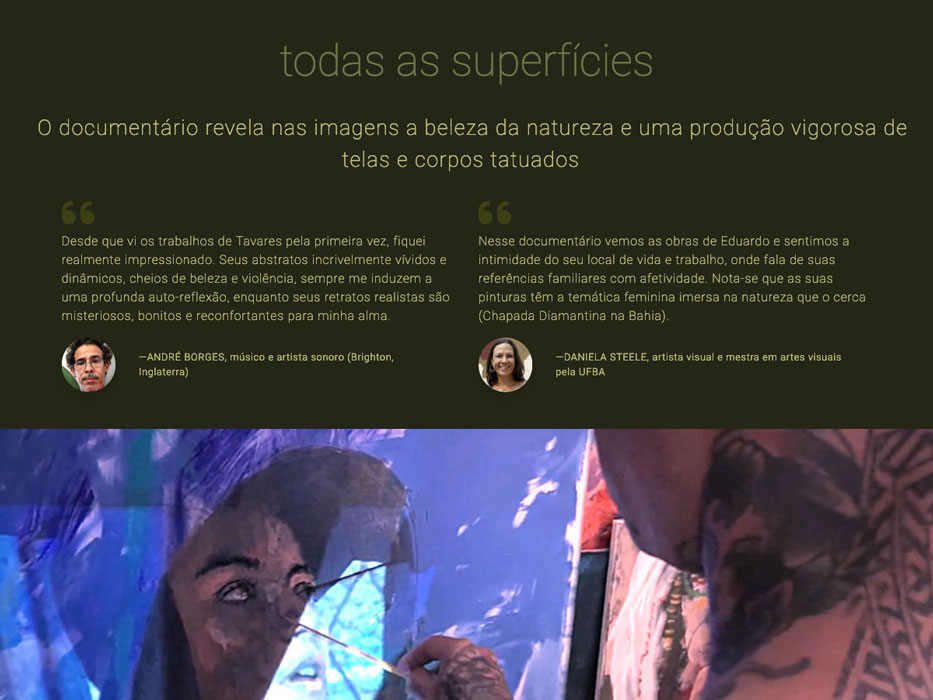 todas as superfícies
O documentário revela nas imagens a beleza da natureza e uma produção vigorosa de
telas e corpos tatuados
Desde que vi os trabalhos de Tavares pela primeira vez, fiquei
realmente impressionado. Seus abstratos incrivelmente vívidos e
dinâmicos, cheios de beleza e violência, sempre me induzem a
uma profunda auto-reflexão, enquanto seus retratos realistas são
misteriosos, bonitos e reconfortantes para minha alma.
—ANDRÉ BORGES, músico e artista sonoro (Brighton,
Inglaterra)
Nesse documentário vemos as obras de Eduardo e sentimos a
intimidade do seu local de vida e trabalho, onde fala de suas
referências familiares com afetividade. Nota-se que as suas
pinturas têm a temática feminina imersa na natureza que o cerca
(Chapada Diamantina na Bahia).
—DANIELA STEELE, artista visual e mestra em artes visuais
pela UFBA